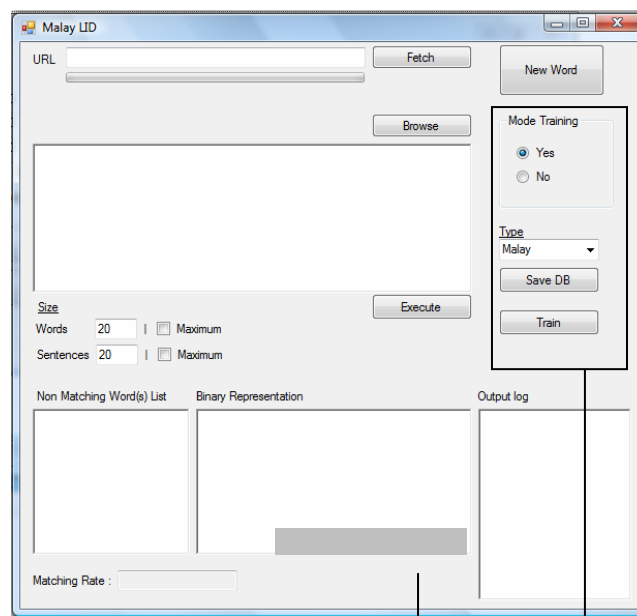 Malay LID
URL
Fetch
New Word
Browse
Mode Training
Yes
No
Type
Malay
Save DB
Train
Size
Execute
Words 20 | Maximum
Sentences 20 | Maximum
Non Matching Word(s) List
Binary Representation
Output log
Matching Rate :